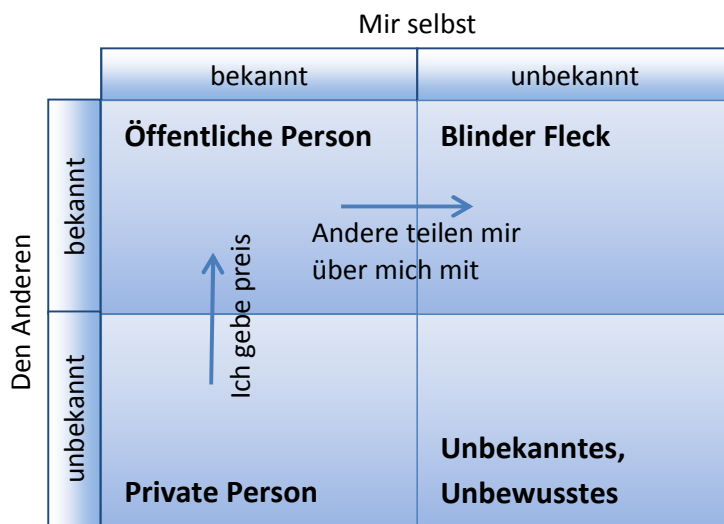 Mir selbst
bekannt
unbekannt
Den Anderen
bekannt
Öffentliche Person
Blinder Fleck
Andere teilen mir
über mich mit
Ich gebe preis
unbekannt
Private Person
Unbekanntes,
Unbewusstes